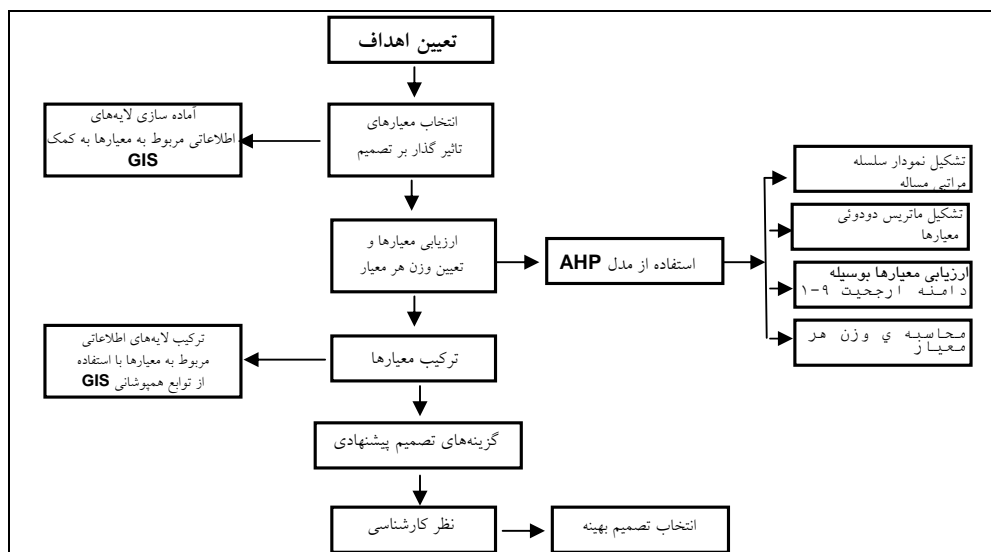 تعیین اهداف
انتخاب معیارهای
تاثیر گذار بر تصمیم
آماده سازی لایه‌های
اطلاعاتی مربوط به معیارها به کمک
GIS
ارزیابی معیارها و
تعیین وزن هر معیار
استفاده از مدل AHP
تشکیل نمودار سلسله
مراتبی مساله
تشکیل ماتریس دودوئی
معیارها
ارزیابی معیارها بوسیله
دامنه ارجحیت ۹-۱
محاسبه ي وزن هر
معیار
ترکیب معیارها
ترکیب لایه‌های اطلاعاتی
مربوط به معیارها با استفاده
از توابع همپوشانی GIS
گزینه‌های تصمیم پیشنهادی
نظر کارشناسی
انتخاب تصمیم بهینه